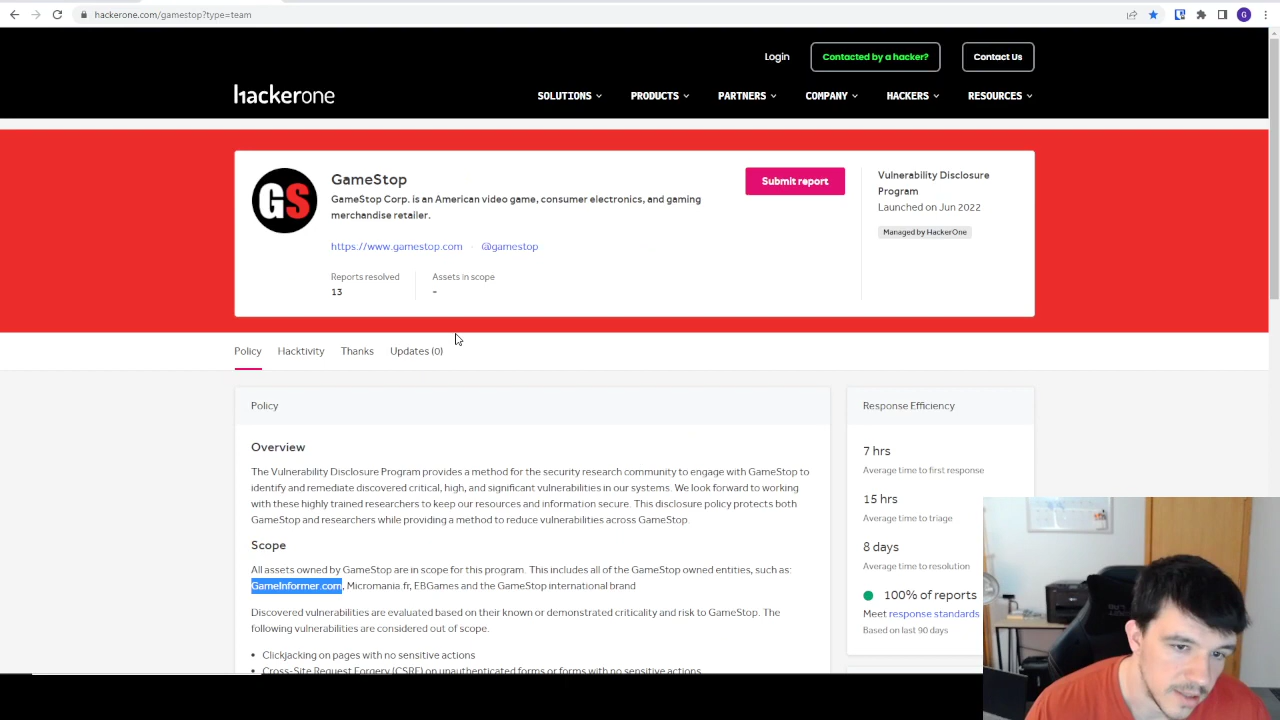 hackerone.com/gamestop?type=team
G
Login
Contacted by a hacker?
Contact Us
hackerone
SOLUTIONS
PRODUCTS
PARTNERS
COMPANY
HACKERS
RESOURCES
GS
GameStop
GameStop Corp. is an American video game, consumer electronics, and gaming
merchandise retailer.
https://www.gamestop.com · @gamestop
Reports resolved
13
Assets in scope
-
Submit report
Vulnerability Disclosure
Program
Launched on Jun 2022
Managed by HackerOne
Policy
Hacktivity
Thanks
Updates (0)
Policy
Overview
The Vulnerability Disclosure Program provides a method for the security research community to engage with GameStop to
identify and remediate discovered critical, high, and significant vulnerabilities in our systems. We look forward to working
with these highly trained researchers to keep our resources and information secure. This disclosure policy protects both
GameStop and researchers while providing a method to reduce vulnerabilities across GameStop.
Scope
All assets owned by GameStop are in scope for this program. This includes all of the GameStop owned entities, such as:
GameInformer.com, Micromania.fr, EBGames and the GameStop international brand
Discovered vulnerabilities are evaluated based on their known or demonstrated criticality and risk to GameStop. The
following vulnerabilities are considered out of scope.
• Clickjacking on pages with no sensitive actions
• Cross-Site Request Forgery (CSRF) on unauthenticated forms or forms with no sensitive actions
Response Efficiency
7 hrs
Average time to first response
15 hrs
Average time to triage
8 days
Average time to resolution
100% of reports
Meet response standards
Based on last 90 days